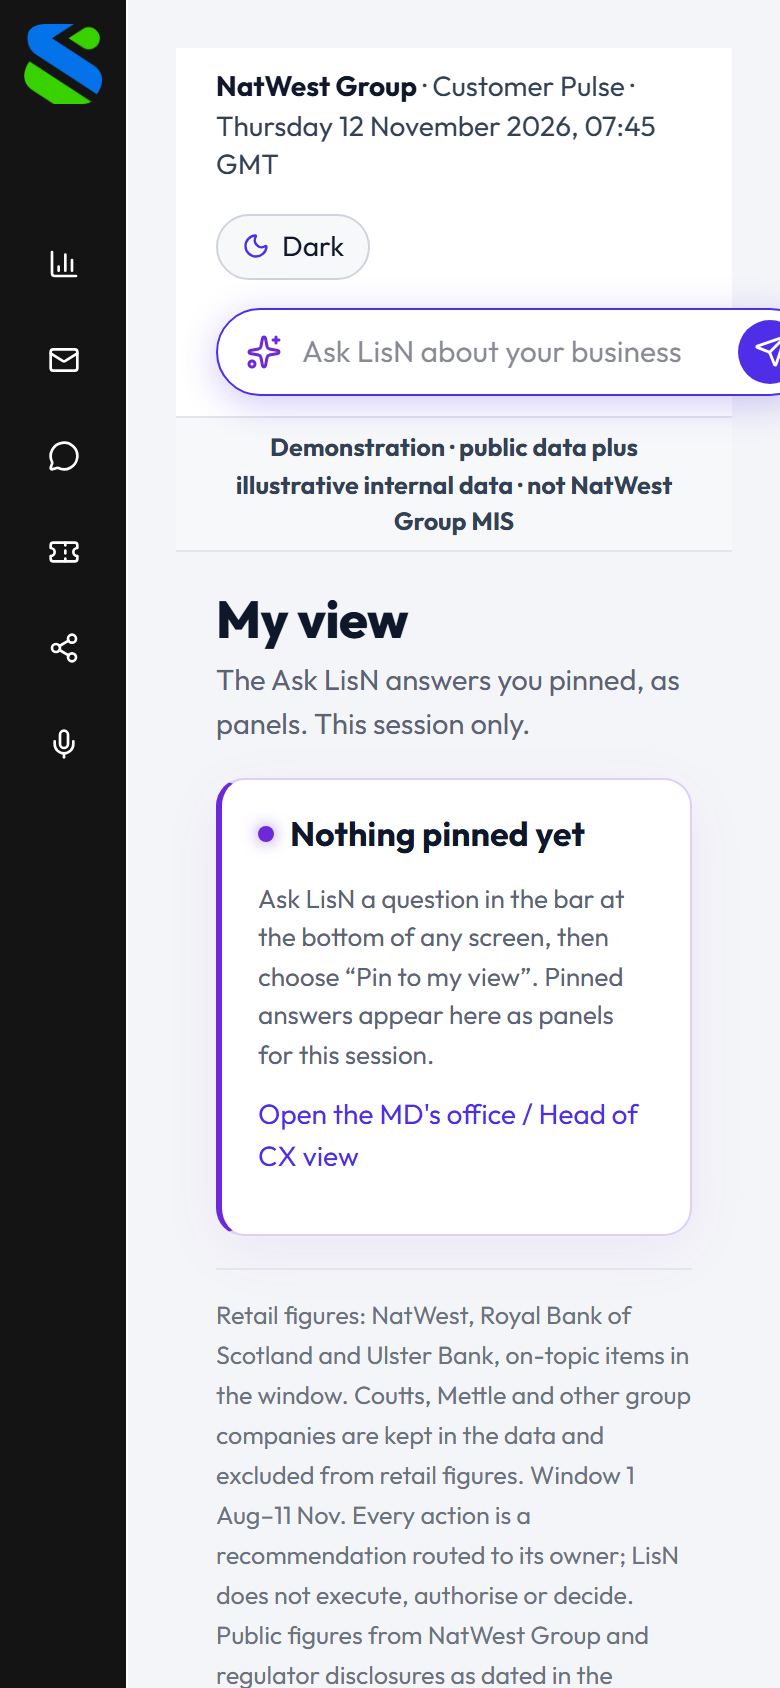 NatWest Group · Customer Pulse ·
Thursday 12 November 2026, 07:45
GMT
Dark
Ask LisN about your business
Demonstration · public data plus
illustrative internal data · not NatWest
Group MIS
My view
The Ask LisN answers you pinned, as
panels. This session only.
Nothing pinned yet
Ask LisN a question in the bar at
the bottom of any screen, then
choose “Pin to my view”. Pinned
answers appear here as panels
for this session.
Open the MD's office / Head of
CX view
Retail figures: NatWest, Royal Bank of
Scotland and Ulster Bank, on-topic items in
the window. Coutts, Mettle and other group
companies are kept in the data and
excluded from retail figures. Window 1
Aug–11 Nov. Every action is a
recommendation routed to its owner; LisN
does not execute, authorise or decide.
Public figures from NatWest Group and
regulator disclosures as dated in the